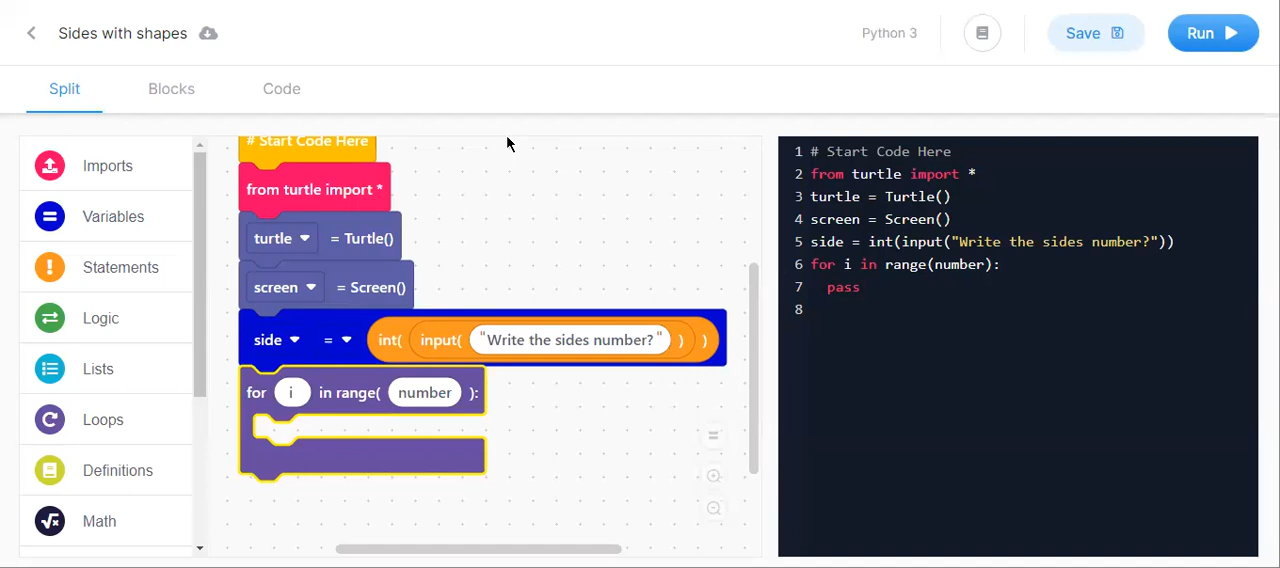 Sides with shapes
Python 3
Save
Run
Split
Blocks
Code
Imports
Variables
Statements
Logic
Lists
Loops
Definitions
Math
# Start Code Here
from turtle import *
turtle = Turtle()
screen = Screen()
side = int( input( "Write the sides number?" ) )
for i in range( number ):
1 # Start Code Here
2 from turtle import *
3 turtle = Turtle()
4 screen = Screen()
5 side = int(input("Write the sides number?"))
6 for i in range(number):
7 pass
8